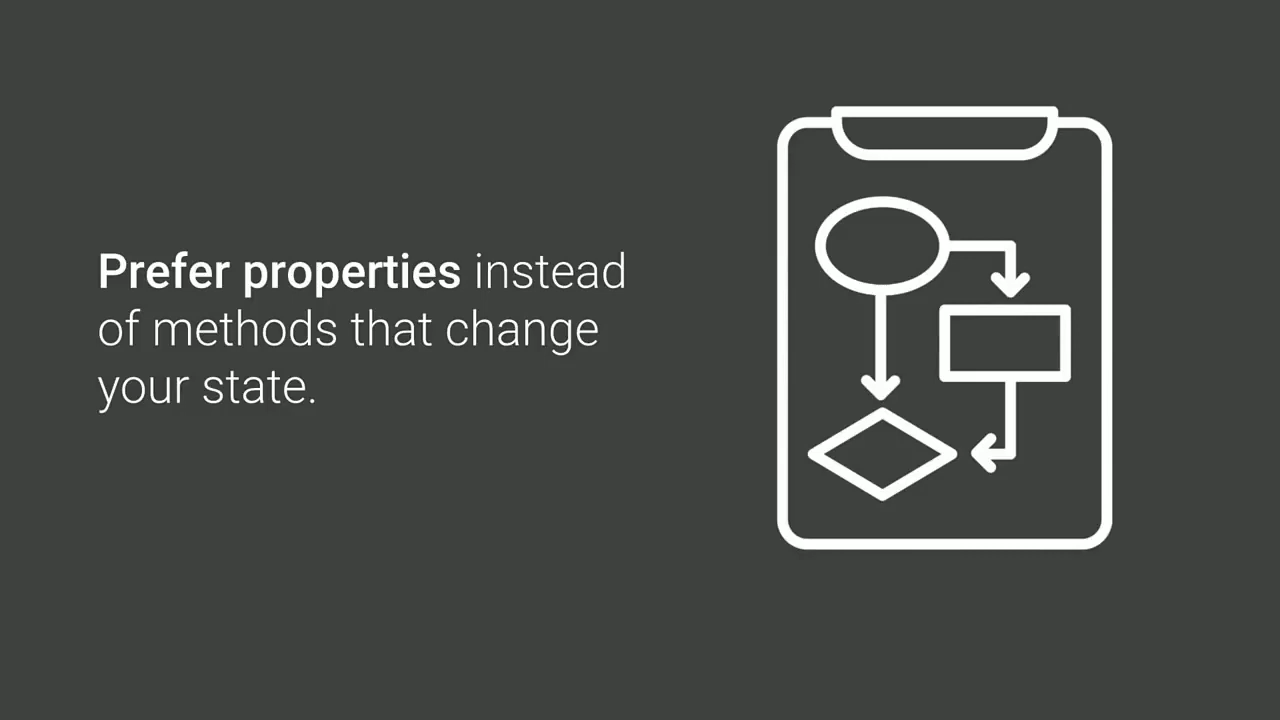 Prefer properties instead
of methods that change
your state.